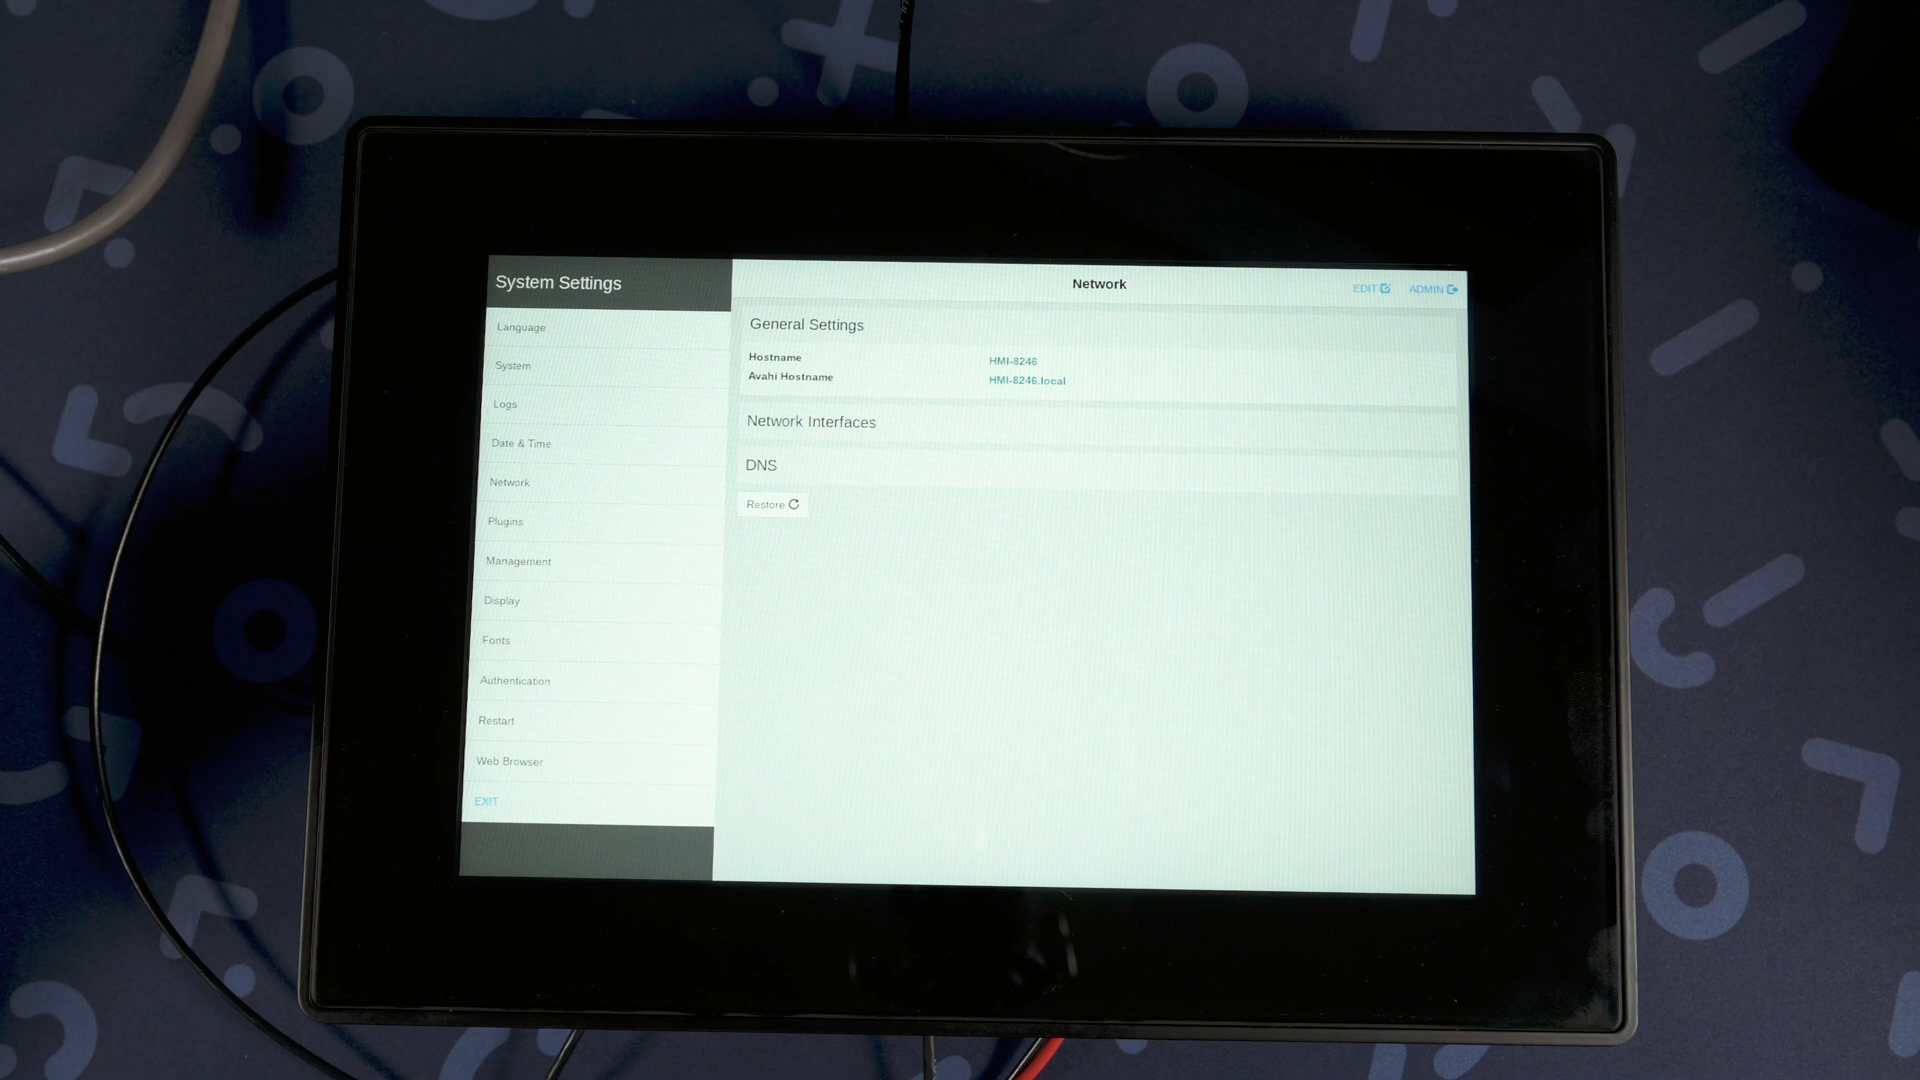 System Settings
Language
System
Logs
Date & Time
Network
Plugins
Management
Display
Fonts
Authentication
Restart
Web Browser
EXIT
Network
EDIT
ADMIN
General Settings
Hostname HMI-8246
Avahi Hostname HMI-8246.local
Network Interfaces
DNS
Restore